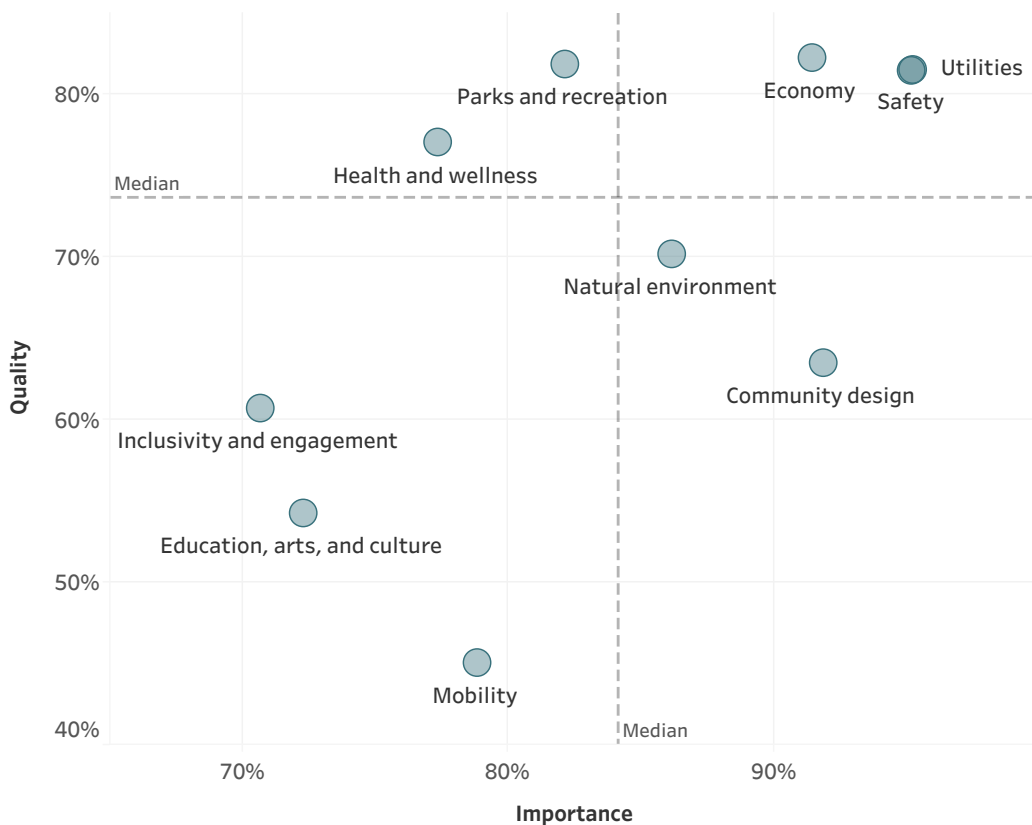 80%
Parks and recreation
Economy
Utilities
Safety
Health and wellness
Median
70%
Natural environment
Quality
Community design
60%
Inclusivity and engagement
Education, arts, and culture
50%
Mobility
40%
Median
70%
80%
90%
Importance